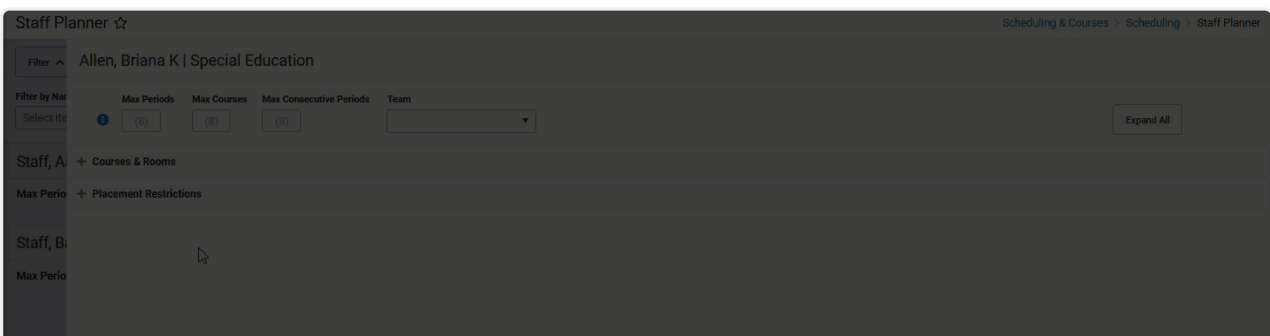 Staff Planner
Scheduling & Courses > Scheduling > Staff Planner
Filter
Allen, Briana K | Special Education
Filter by Nar
Max Periods Max Courses Max Consecutive Periods Team
Select ite
(8) (8) (8)
Expand All
Staff, A
Courses & Rooms
Max Perio
Placement Restrictions
Staff, Ba
Max Perio